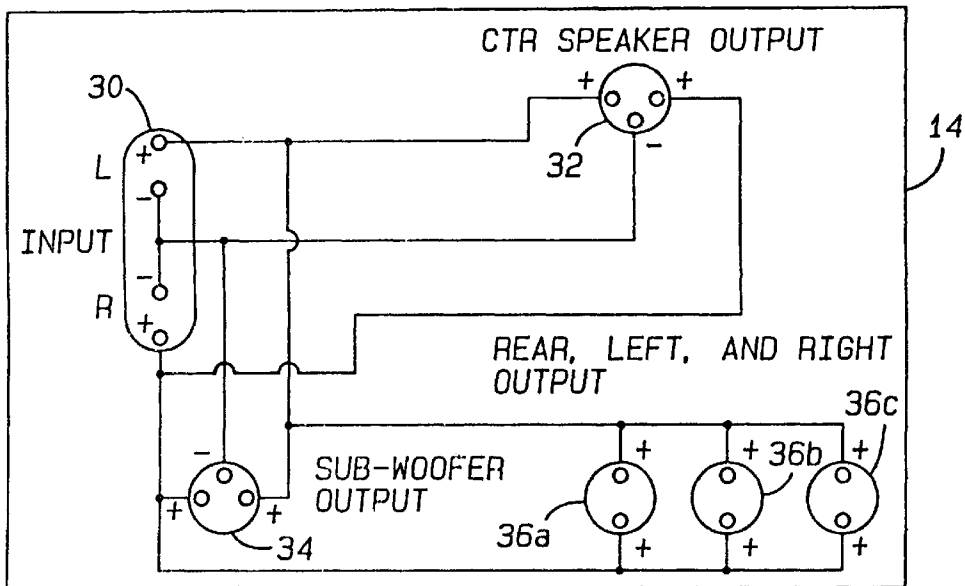 CTR SPEAKER OUTPUT
30
+ +
14
+
L
32
-
-
INPUT
-
R
+
REAR, LEFT, AND RIGHT
OUTPUT
36c
-
+ + +
36b
SUB-WOOFER
OUTPUT
+ +
36a
34
+ + +